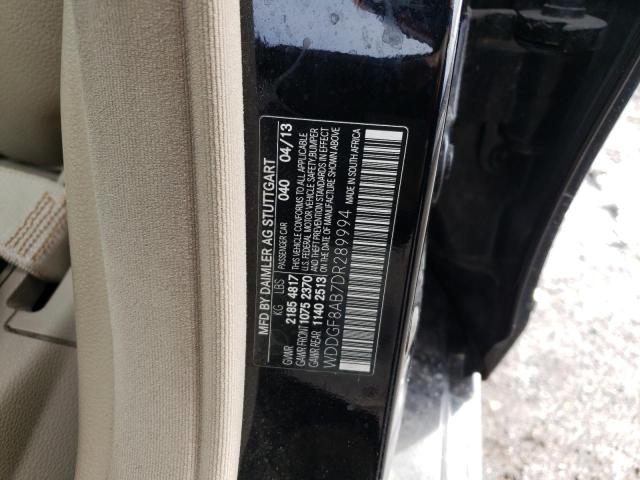 MFD BY DAIMLER AG STUTTGART
PASSENGER CAR 040 04/13
KG LBS THIS VEHICLE CONFORMS TO ALL APPLICABLE
GVWR 2185 4817 U.S. FEDERAL MOTOR VEHICLE SAFETY, BUMPER,
GAWR FRONT 1075 2370 AND THEFT PREVENTION STANDARDS IN EFFECT
GAWR REAR 1140 2513 ON THE DATE OF MANUFACTURE SHOWN ABOVE
WDDGF8AB7DR289994 MADE IN SOUTH AFRICA